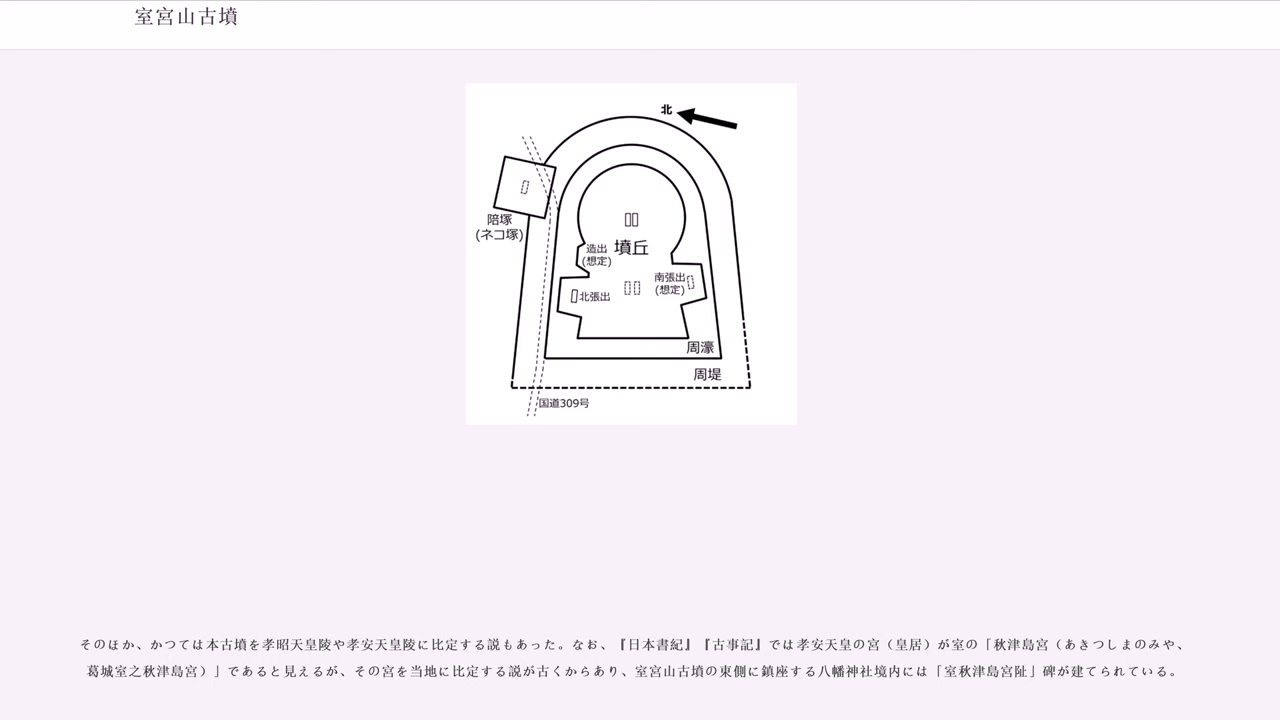 室宮山古墳
北
陪塚
(ネコ塚)
造出
(想定)
墳丘
南張出
(想定)
北張出
周濠
周堤
国道309号
そのほか、かつては本古墳を孝昭天皇陵や孝安天皇陵に比定する説もあった。なお、『日本書紀』『古事記』では孝安天皇の宮（皇居）が室の「秋津島宮（あきつしまのみや、
葛城室之秋津島宮）」であると見えるが、その宮を当地に比定する説が古くからあり、室宮山古墳の東側に鎮座する八幡神社境内には「室秋津島宮阯」碑が建てられている。